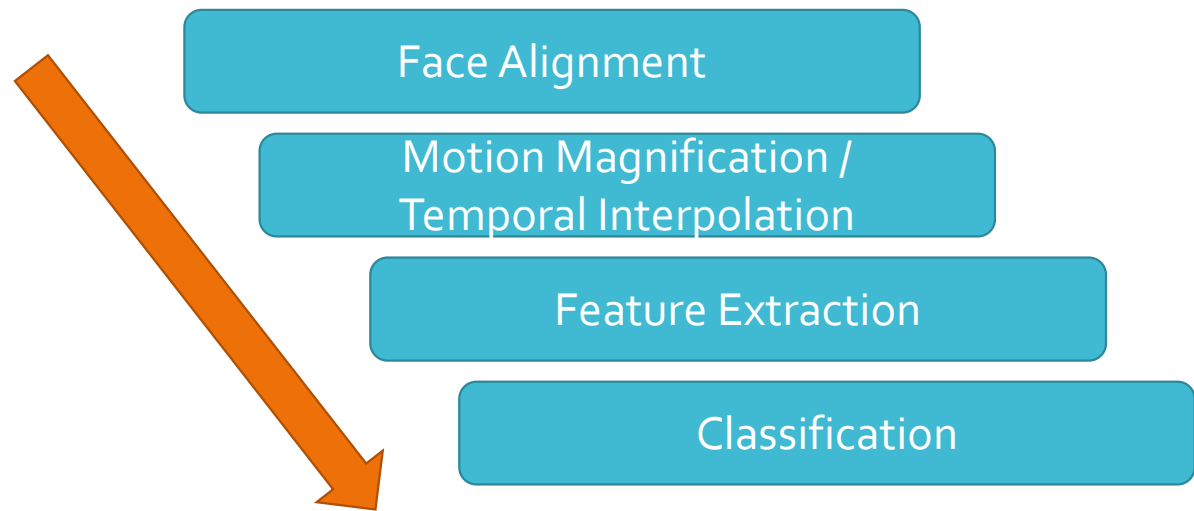 Face Alignment
Motion Magnification /
Temporal Interpolation
Feature Extraction
Classification